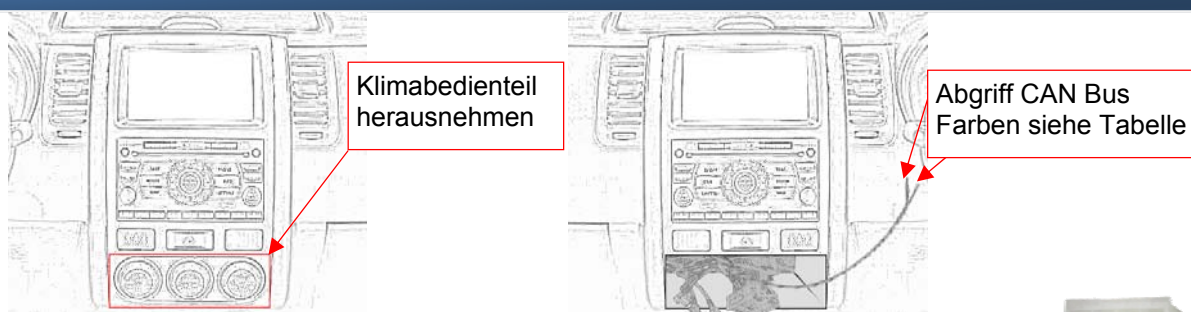 Klimabedienteil
herausnehmen
Abgriff CAN Bus
Farben siehe Tabelle